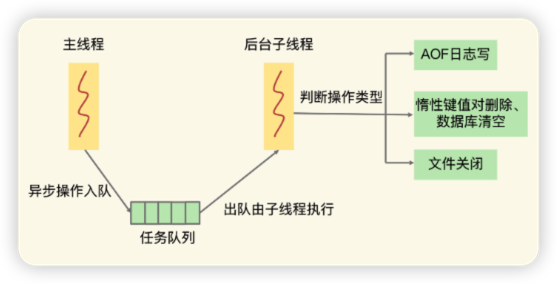 主线程
后台子线程
AOF日志写
判断操作类型
惰性键值对删除、
数据库清空
文件关闭
异步操作入队
出队由子线程执行
任务队列